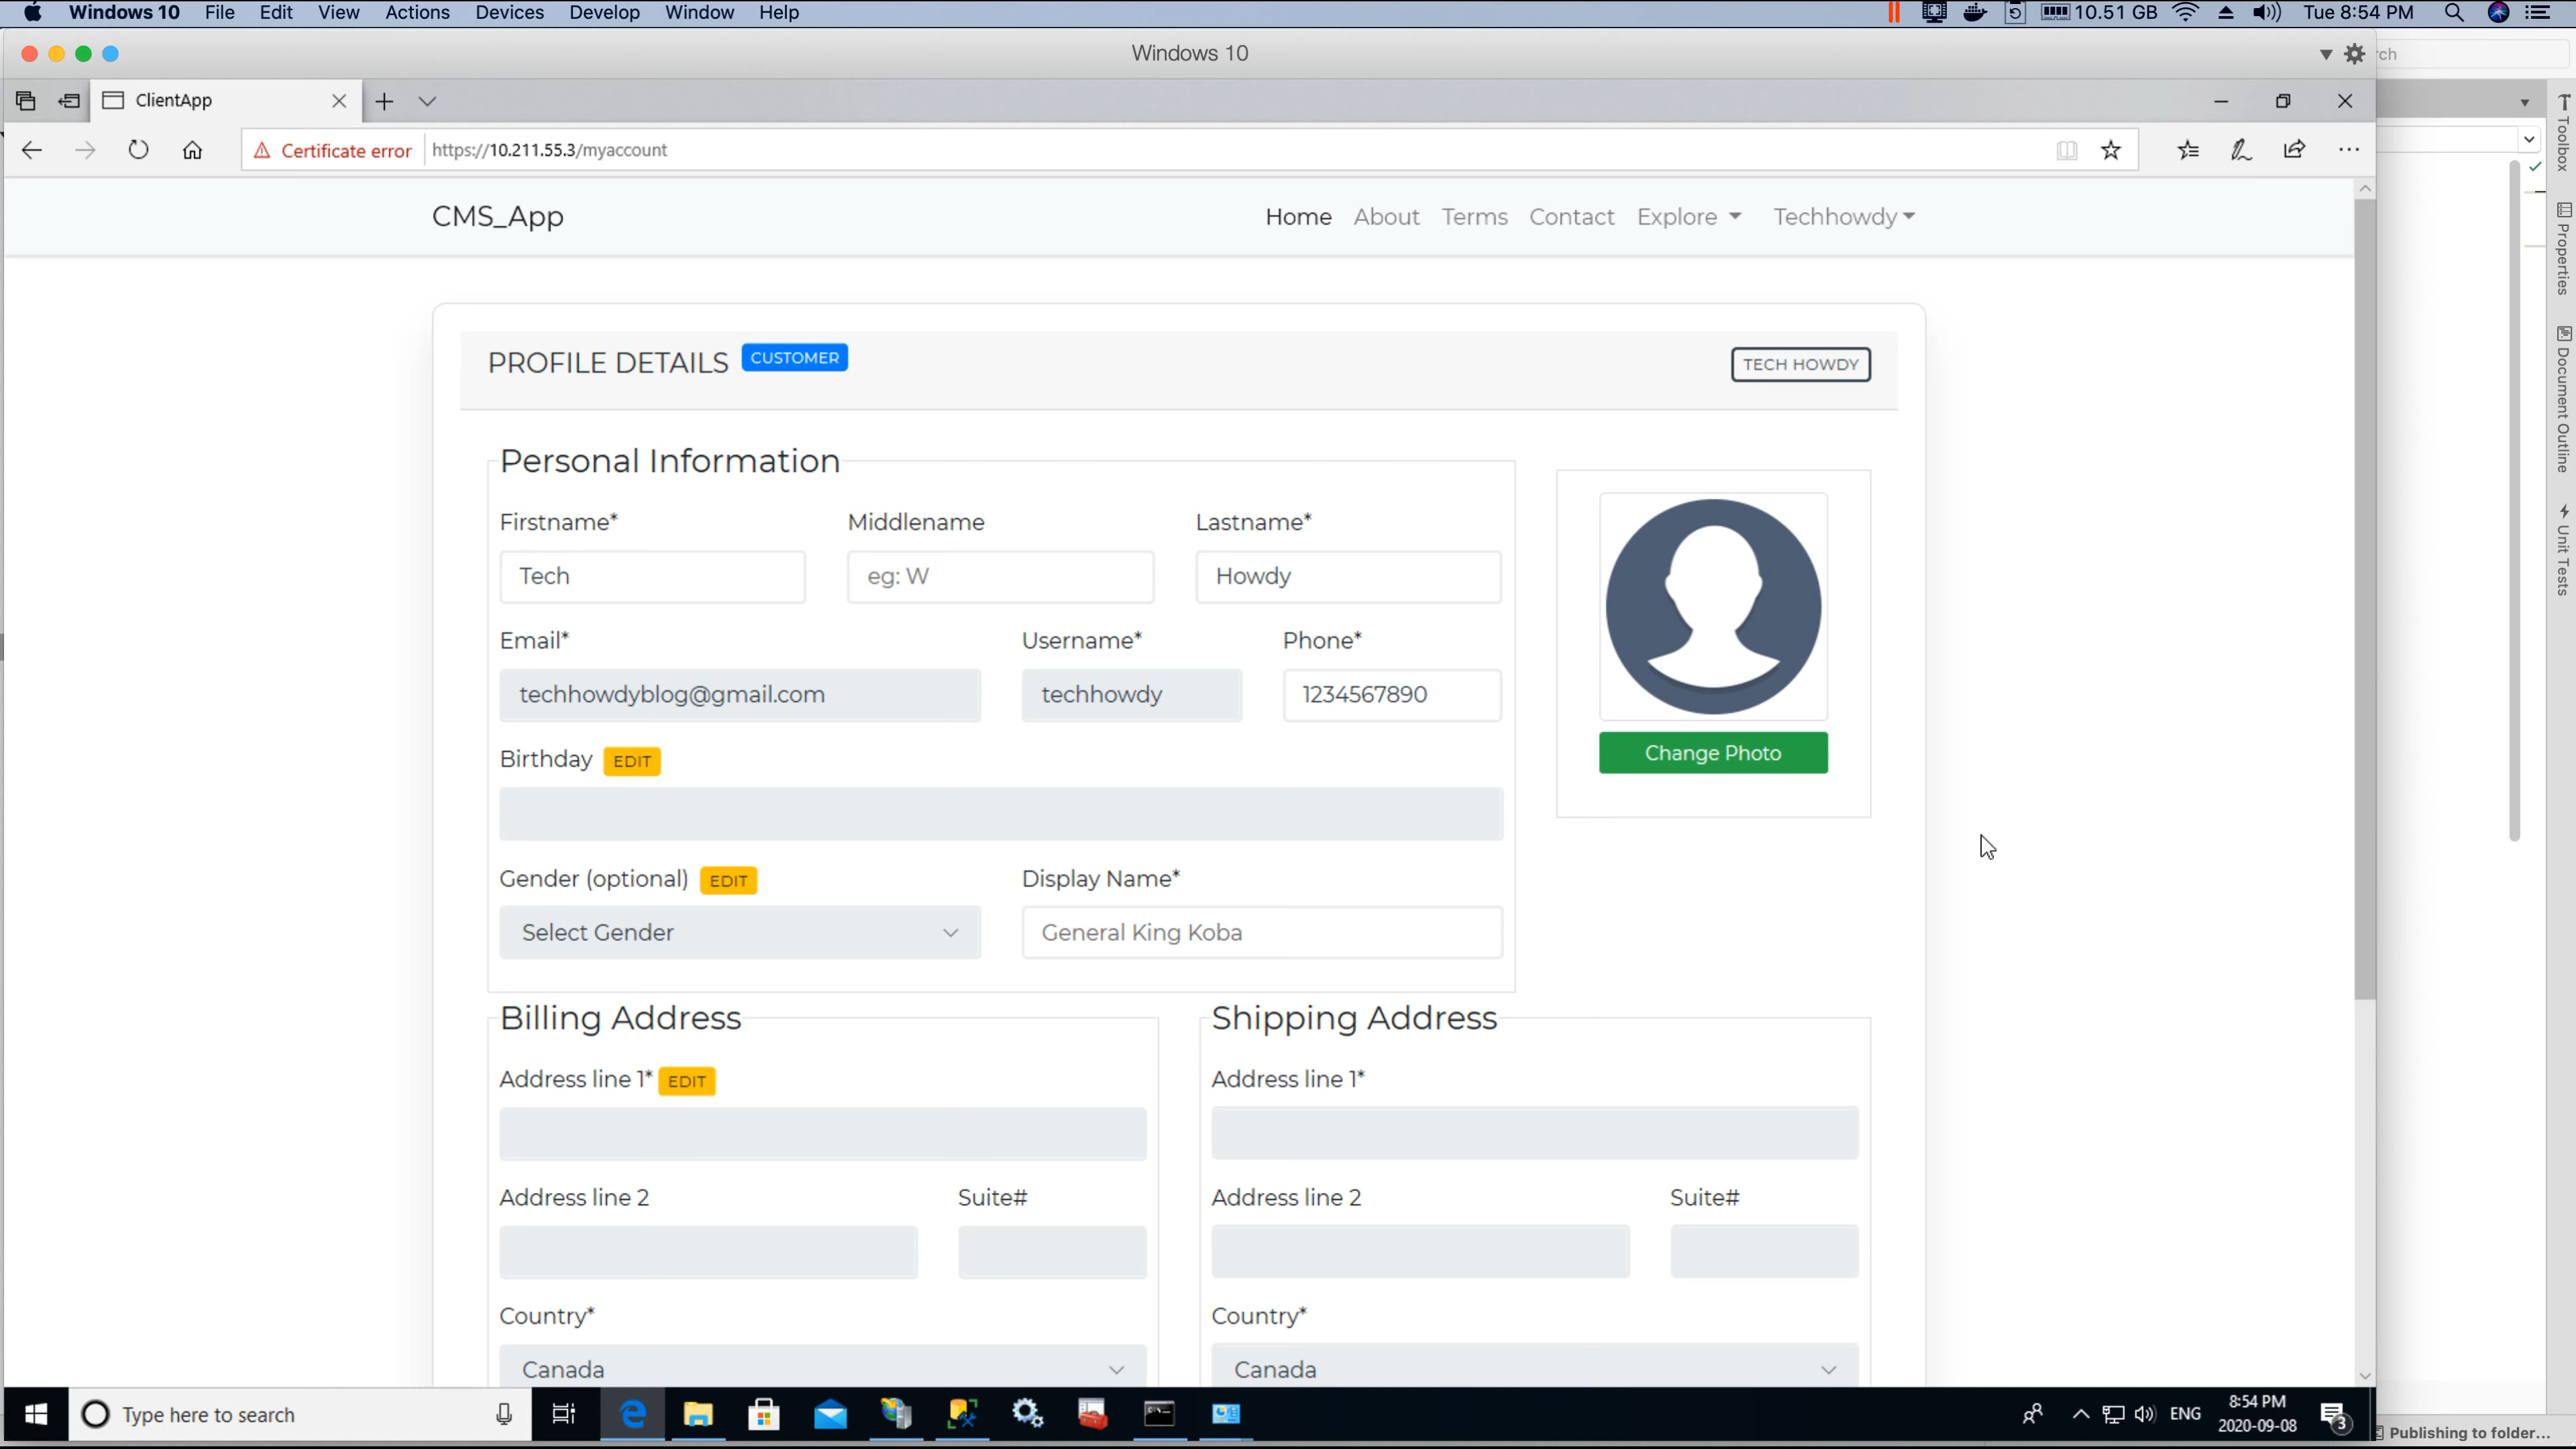 Windows 10 File Edit View Actions Devices Develop Window Help 10.51 GB Tue 8:54 PM
Windows 10
rch
ClientApp
Certificate error https://10.211.55.3/myaccount
CMS_App Home About Terms Contact Explore Techhowdy
PROFILE DETAILS CUSTOMER TECH HOWDY
Personal Information
Firstname* Middlename Lastname*
Tech eg: W Howdy
Email* Username* Phone*
techhowdyblog@gmail.com techhowdy 1234567890
Change Photo
Birthday EDIT
Gender (optional) EDIT Display Name*
Select Gender General King Koba
Billing Address Shipping Address
Address line 1* EDIT Address line 1*
Address line 2 Suite# Address line 2 Suite#
Country* Country*
Canada Canada
Type here to search ENG 8:54 PM
2020-09-08 3
Toolbox
Properties
Document Outline
Unit Tests
Publishing to folder...